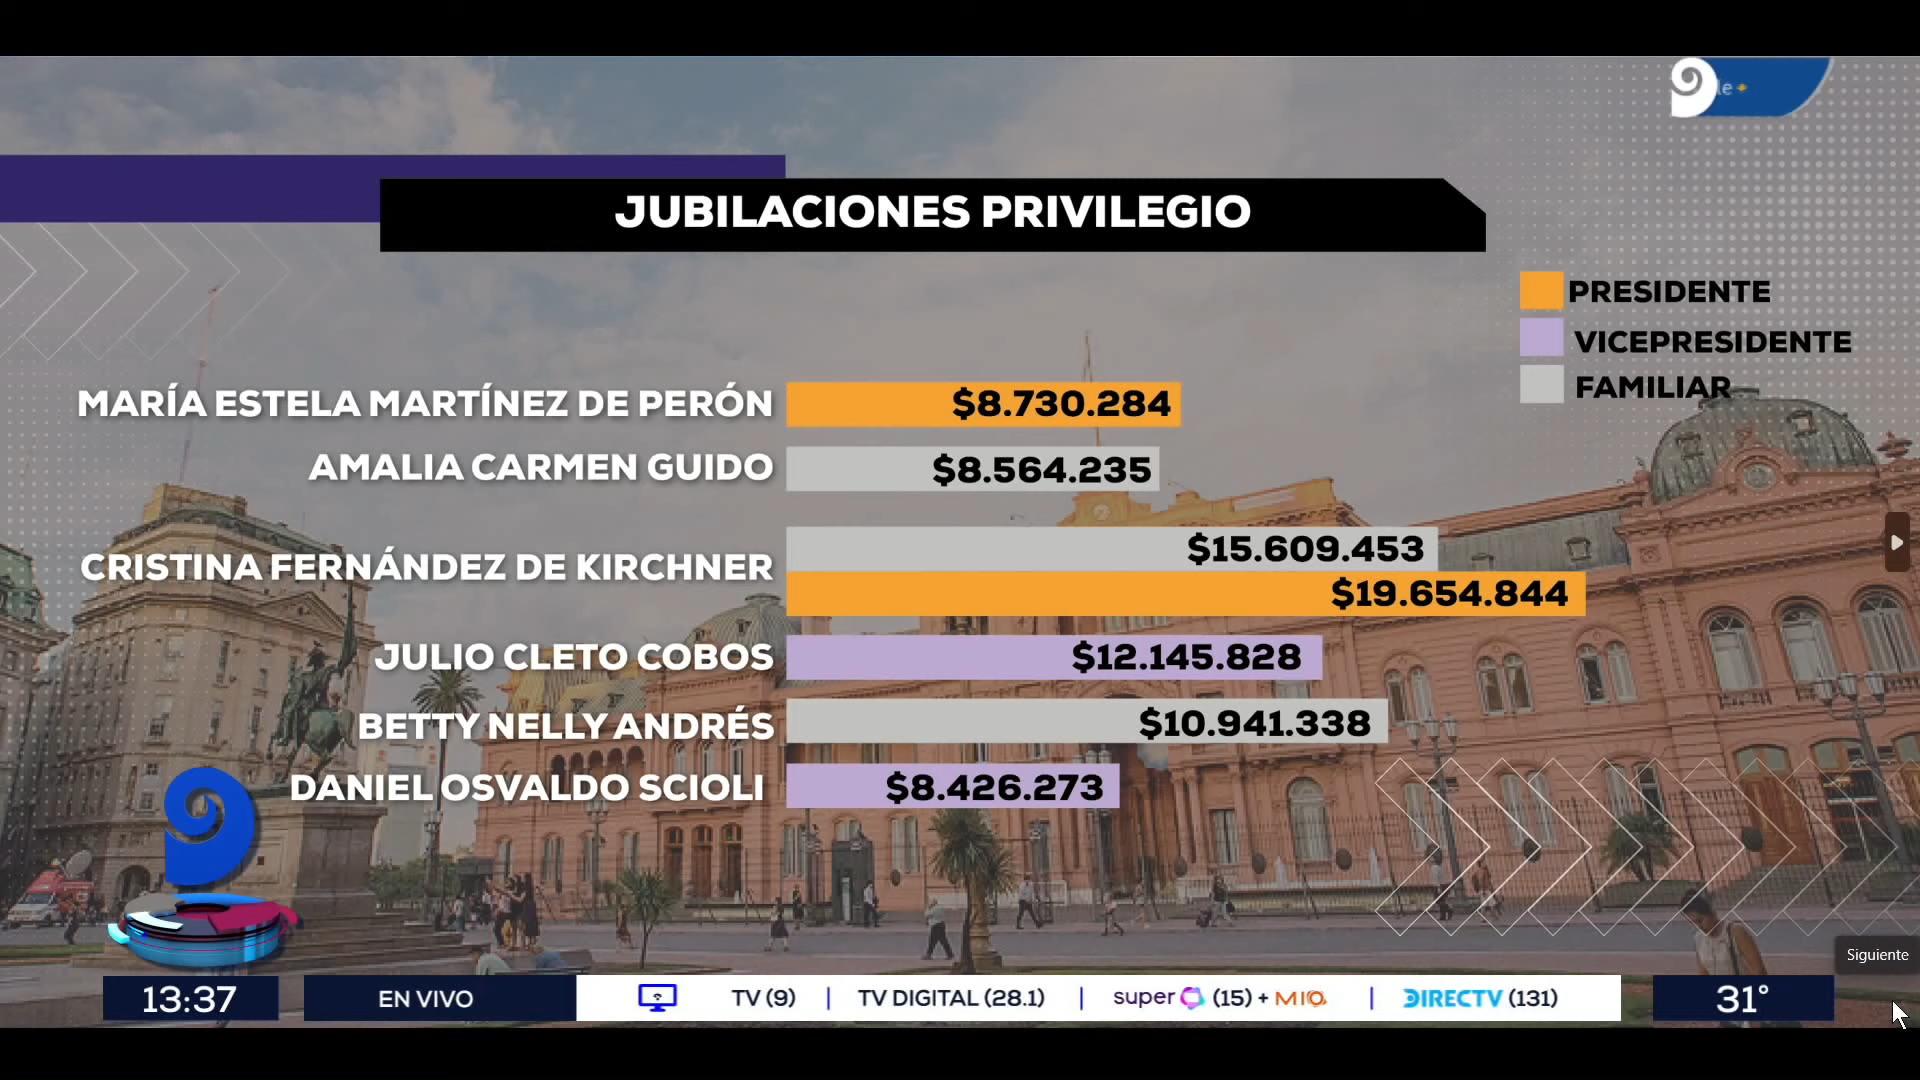 le
JUBILACIONES PRIVILEGIO
PRESIDENTE
VICEPRESIDENTE
FAMILIAR
MARÍA ESTELA MARTÍNEZ DE PERÓN $8.730.284
AMALIA CARMEN GUIDO $8.564.235
CRISTINA FERNÁNDEZ DE KIRCHNER $15.609.453
$19.654.844
JULIO CLETO COBOS $12.145.828
BETTY NELLY ANDRÉS $10.941.338
DANIEL OSVALDO SCIOLI $8.426.273
Siguiente
13:37 EN VIVO TV (9) | TV DIGITAL (28.1) | super (15) + MIO | DIRECTV (131) 31°